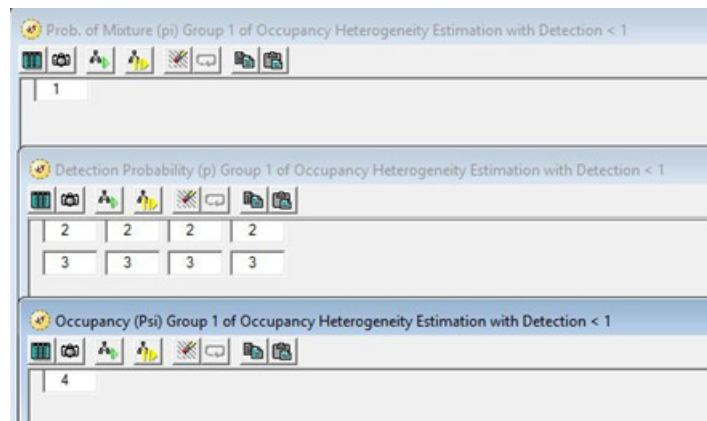 Prob. of Mixture (pi) Group 1 of Occupancy Heterogeneity Estimation with Detection < 1
1
Detection Probability (p) Group 1 of Occupancy Heterogeneity Estimation with Detection < 1
2 2 2 2
3 3 3 3
Occupancy (Psi) Group 1 of Occupancy Heterogeneity Estimation with Detection < 1
4